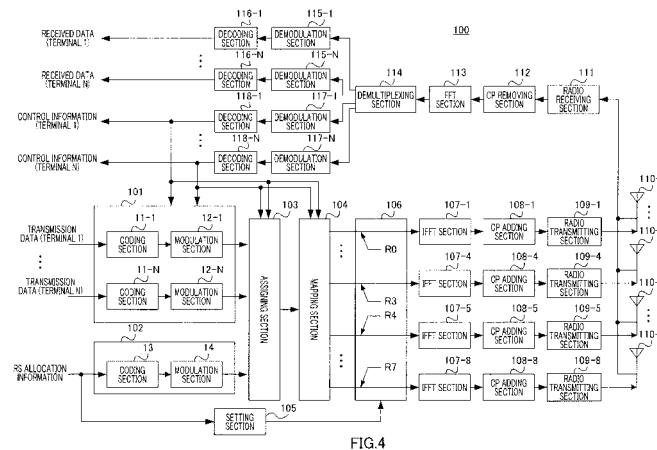 116-1
115-1
RECEIVED DATA
(TERMINAL 1)
DECODING
SECTION
DEMODULATION
SECTION
100
116-N
115-N
RECEIVED DATA
(TERMINAL N)
DECODING
SECTION
DEMODULATION
SECTION
114
113
112
111
DEMULTIPLEXING
SECTION
FFT
SECTION
CP REMOVING
SECTION
RADIO
RECEIVING
SECTION
118-1
117-1
CONTROL INFORMATION
(TERMINAL 1)
DECODING
SECTION
DEMODULATION
SECTION
118-N
117-N
CONTROL INFORMATION
(TERMINAL N)
DECODING
SECTION
DEMODULATION
SECTION
101
103
104
106
107-1
108-1
109-1
110-
11-1
12-1
TRANSMISSION
DATA (TERMINAL 1)
CODING
SECTION
MODULATION
SECTION
R0
IFFT SECTION
CP ADDING
SECTION
RADIO
TRANSMITTING
SECTION
110-
11-N
12-N
TRANSMISSION
DATA (TERMINAL N)
CODING
SECTION
MODULATION
SECTION
ASSIGNING SECTION
MAPPING SECTION
107-4
108-4
109-4
R3
IFFT SECTION
CP ADDING
SECTION
RADIO
TRANSMITTING
SECTION
110-
R4
107-5
108-5
109-5
IFFT SECTION
CP ADDING
SECTION
RADIO
TRANSMITTING
SECTION
110-
102
13
14
RS ALLOCATION
INFORMATION
CODING
SECTION
MODULATION
SECTION
R7
107-8
108-8
109-8
IFFT SECTION
CP ADDING
SECTION
RADIO
TRANSMITTING
SECTION
105
SETTING
SECTION
FIG.4